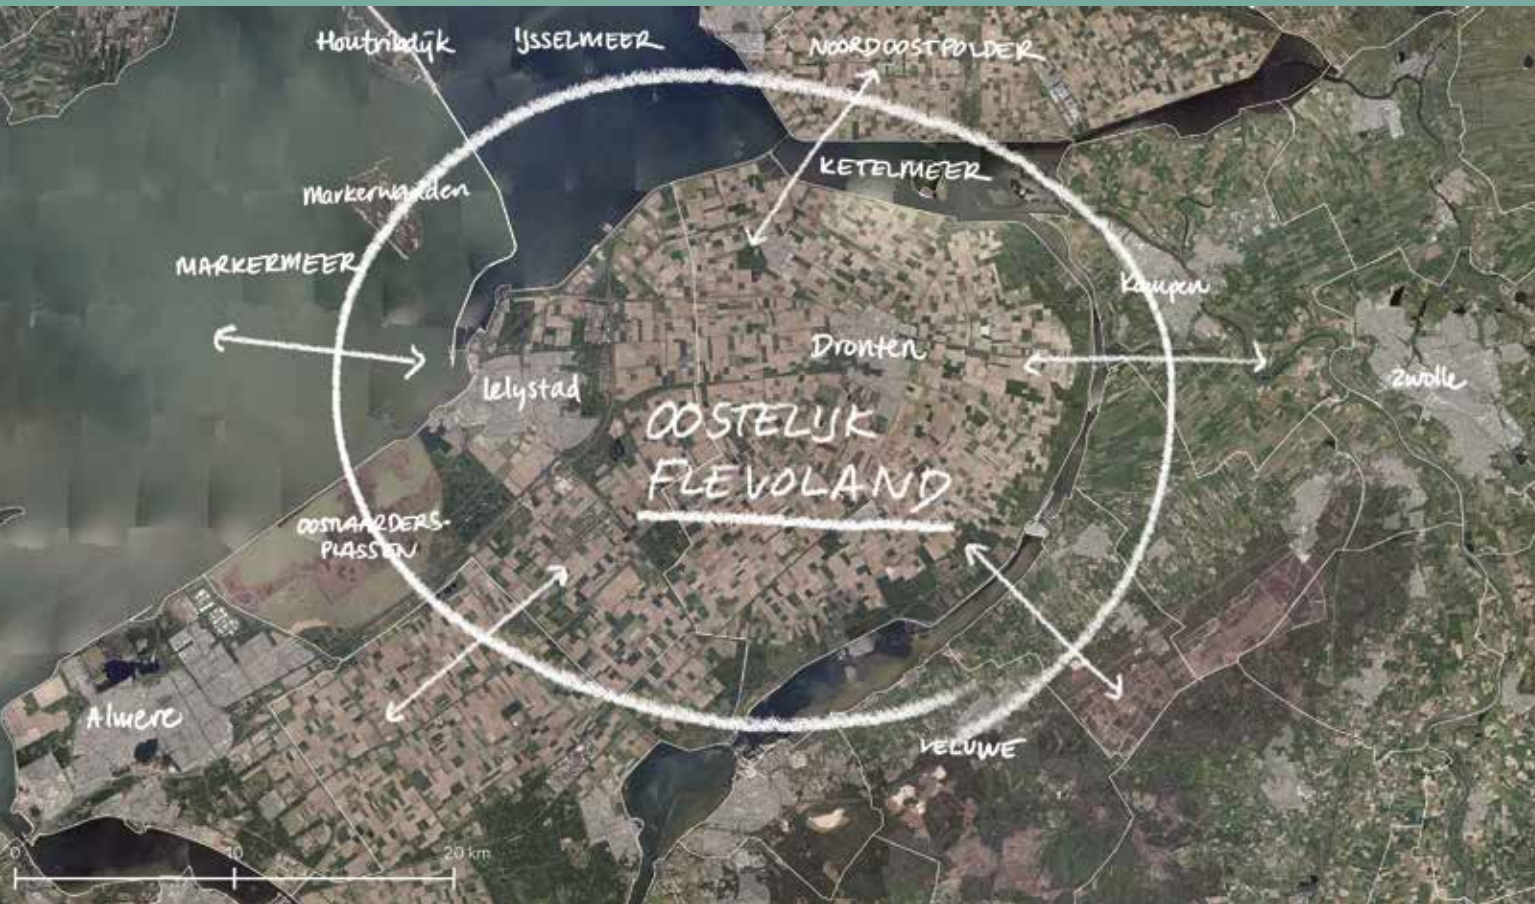 Houtribdijk
IJSSELMEER
NOORDOOSTPOLDER
KETELMEER
Markerwadden
MARKERMEER
Kampen
Dronten
Lelystad
Zwolle
OOSTELIJK
FLEVOLAND
OOSTVAARDERS-
PLASSEN
Almere
VELUWE
0 10 20 km